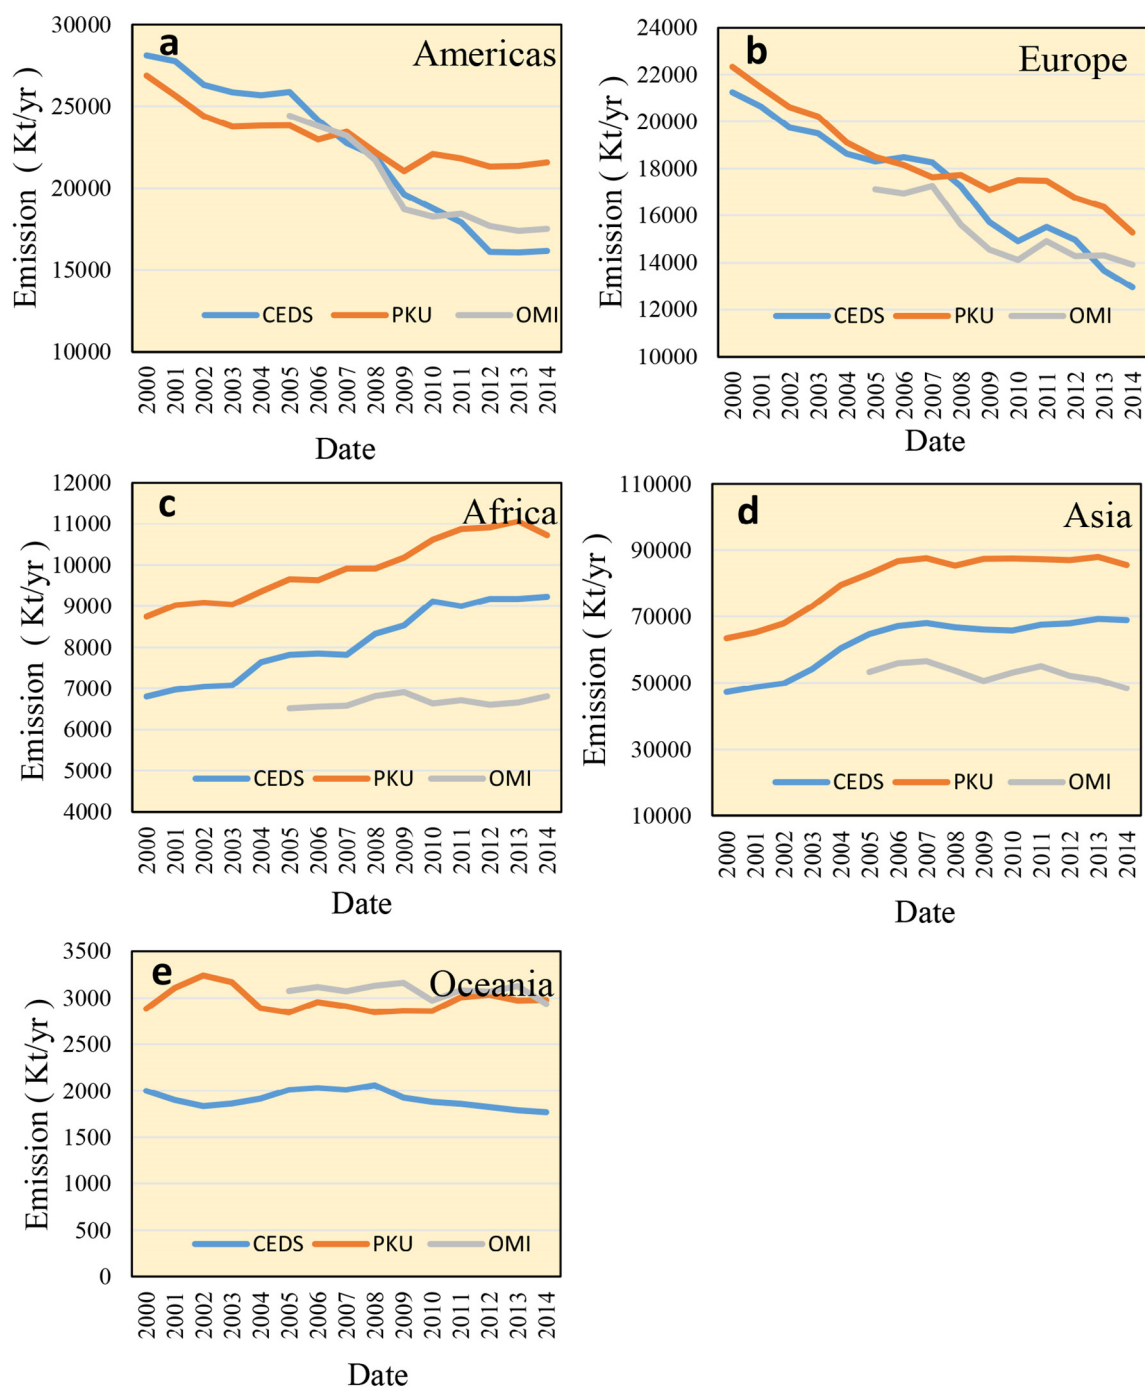 a
Americas
Emission ( Kt/yr )
30000
25000
20000
15000
10000
CEDS PKU OMI
2000 2001 2002 2003 2004 2005 2006 2007 2008 2009 2010 2011 2012 2013 2014
Date
b
Europe
Emission ( Kt/yr )
24000
22000
20000
18000
16000
14000
12000
10000
CEDS PKU OMI
2000 2001 2002 2003 2004 2005 2006 2007 2008 2009 2010 2011 2012 2013 2014
Date
c
Africa
Emission ( Kt/yr )
12000
11000
10000
9000
8000
7000
6000
5000
4000
CEDS PKU OMI
2000 2001 2002 2003 2004 2005 2006 2007 2008 2009 2010 2011 2012 2013 2014
Date
d
Asia
Emission ( Kt/yr )
110000
90000
70000
50000
30000
10000
CEDS PKU OMI
2000 2001 2002 2003 2004 2005 2006 2007 2008 2009 2010 2011 2012 2013 2014
Date
e
Oceania
Emission ( Kt/yr )
3500
3000
2500
2000
1500
1000
500
0
CEDS PKU OMI
2000 2001 2002 2003 2004 2005 2006 2007 2008 2009 2010 2011 2012 2013 2014
Date